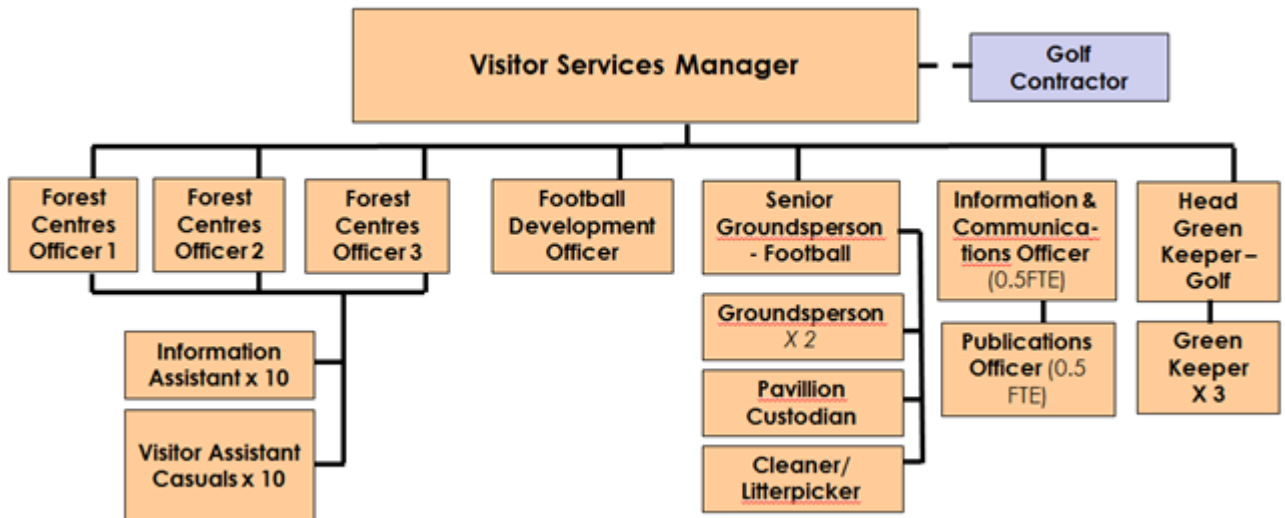 Visitor Services Manager
Golf
Contractor
Forest
Centres
Officer 1
Forest
Centres
Officer 2
Forest
Centres
Officer 3
Football
Development
Officer
Senior
Groundsperson
- Football
Information &
Communica-
tions Officer
(0.5FTE)
Head
Green
Keeper –
Golf
Information
Assistant x 10
Visitor Assistant
Casuals x 10
Groundsperson
X 2
Pavillion
Custodian
Cleaner/
Litterpicker
Publications
Officer (0.5
FTE)
Green
Keeper
X 3